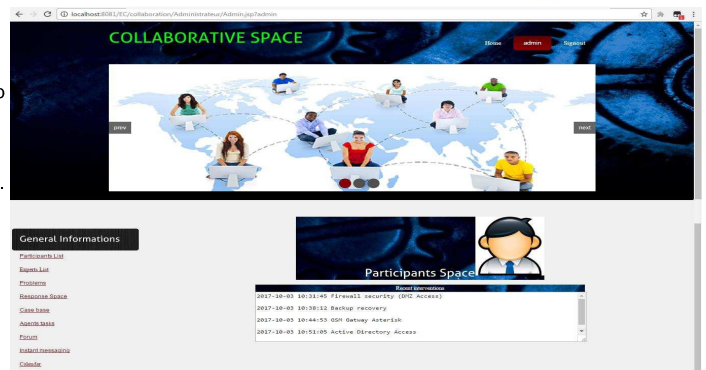 localhost:8081/EC/collaboration/Administrateur/Admin.jsp?admin
COLLABORATIVE SPACE
Home admin Signout
prev next
General Informations
Participants List
Experts List
Problems
Response Space
Case base
Agents tasks
Forum
Instant messaging
Calendar
Participants Space
Recent interventions
2017-10-03 10:31:45 Firewall security (DMZ Access)
2017-10-03 10:38:12 Backup recovery
2017-10-03 10:44:53 GSM Getway Asterisk
2017-10-03 10:51:05 Active Directory Access